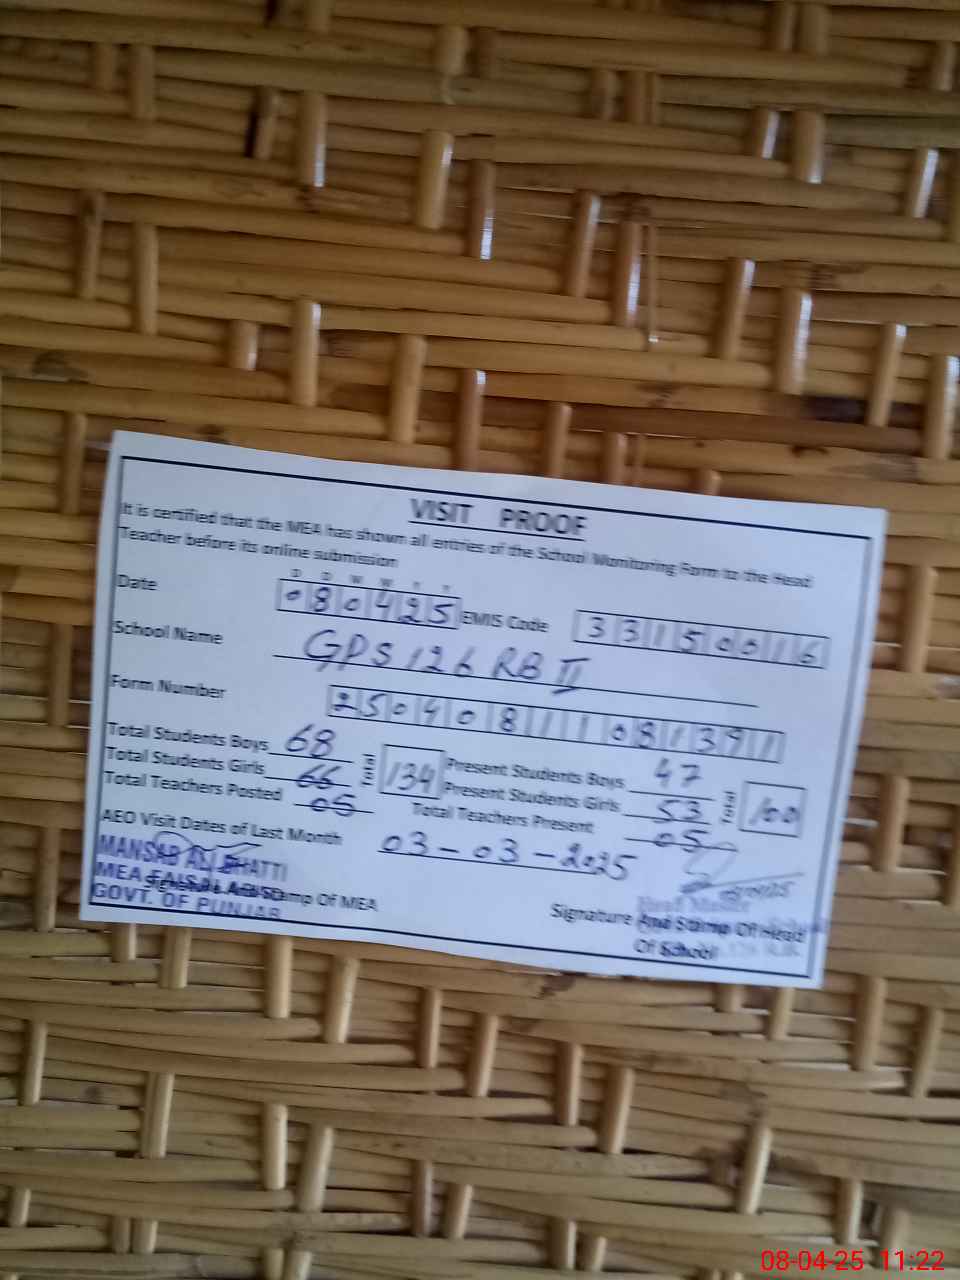 VISIT PROOF
It is certified that the MEA has shown all entries of the School Monitoring Form to the Head
Teacher before its online submission
Date 080425 EMIS Code 33150016
School Name GPS 126 RB II
Form Number 25040811081391
Total Students Boys 68 134 Present Students Boys 47 100
Total Students Girls 66 Present Students Girls 53
Total Teachers Posted 05 Total Teachers Present 05
AEO Visit Dates of Last Month 03-03-2025
MANSAB ALI BHATTI
MEA FAISALABAD
GOVT. OF PUNJAB
Signature And Stamp Of MEA
Signature And Stamp Of Head
Of School
08-04-25 11:22